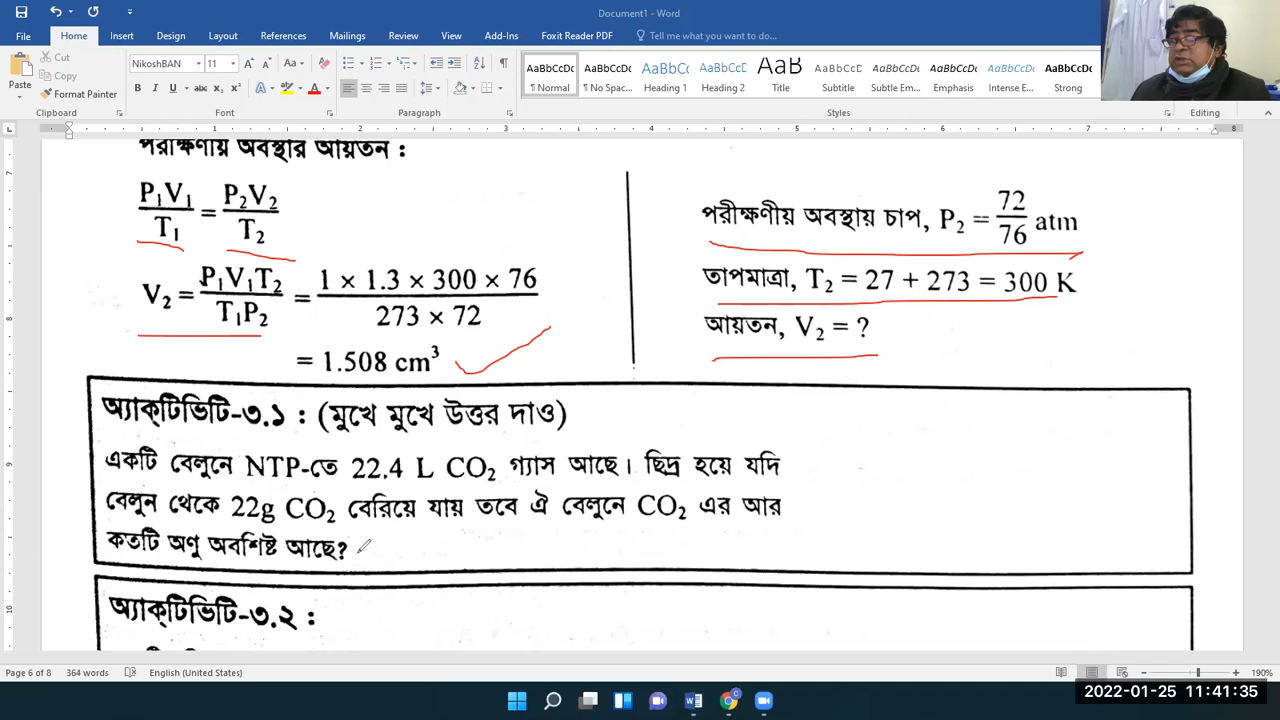 Document1 - Word
File Home Insert Design Layout References Mailings Review View Add-ins Foxit Reader PDF Tell me what you want to do...
Paste Cut Copy Format Painter
NikoshBAN 11
AaBbCcDc AaBbCcDc AaBbCc AaBbCcC AaB AaBbCcD AaBbCcDc AaBbCcDc AaBbCcDc AaBbCcDc
¶ Normal ¶ No Spac... Heading 1 Heading 2 Title Subtitle Subtle Em... Emphasis Intense E... Strong
Clipboard Font Paragraph Styles Editing
পরীক্ষণীয় অবস্থার আয়তন :
P₁V₁/T₁ = P₂V₂/T₂
V₂ = P₁V₁T₂/T₁P₂ = 1 × 1.3 × 300 × 76/273 × 72
= 1.508 cm³
পরীক্ষণীয় অবস্থায় চাপ, P₂ = 72/76 atm
তাপমাত্রা, T₂ = 27 + 273 = 300 K
আয়তন, V₂ = ?
অ্যাক্টিভিটি-৩.১ : (মুখে মুখে উত্তর দাও)
একটি বেলুনে NTP-তে 22.4 L CO₂ গ্যাস আছে। ছিদ্র হয়ে যদি
বেলুন থেকে 22g CO₂ বেরিয়ে যায় তবে ঐ বেলুনে CO₂ এর আর
কতটি অণু অবশিষ্ট আছে?
অ্যাক্টিভিটি-৩.২ :
Page 6 of 8 364 words English (United States) 190%
2022-01-25 11:41:35